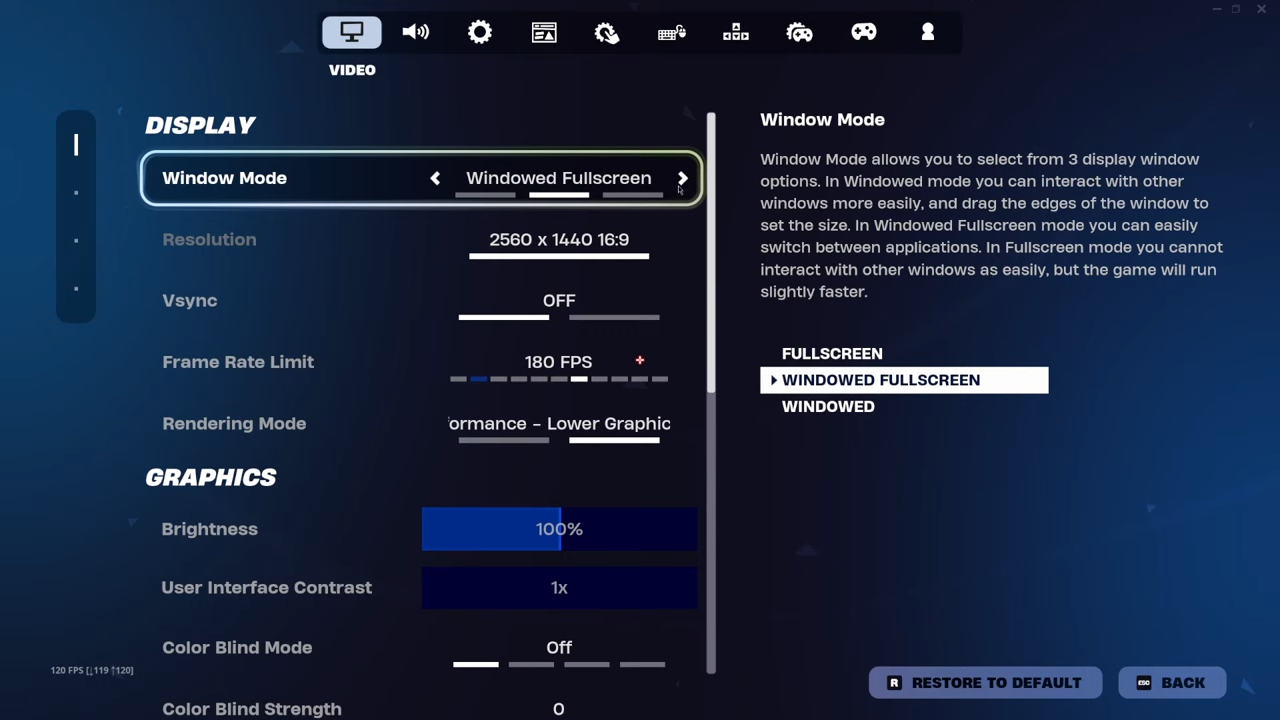 VIDEO
DISPLAY
Window Mode
Windowed Fullscreen
Resolution
2560 x 1440 16:9
Vsync
OFF
Frame Rate Limit
180 FPS
Rendering Mode
formance - Lower Graphic
GRAPHICS
Brightness
100%
User Interface Contrast
1x
Color Blind Mode
Off
Color Blind Strength
0
120 FPS [↓119 ↑120]
Window Mode
Window Mode allows you to select from 3 display window
options. In Windowed mode you can interact with other
windows more easily, and drag the edges of the window to
set the size. In Windowed Fullscreen mode you can easily
switch between applications. In Fullscreen mode you cannot
interact with other windows as easily, but the game will run
slightly faster.
FULLSCREEN
WINDOWED FULLSCREEN
WINDOWED
R RESTORE TO DEFAULT
ESC BACK